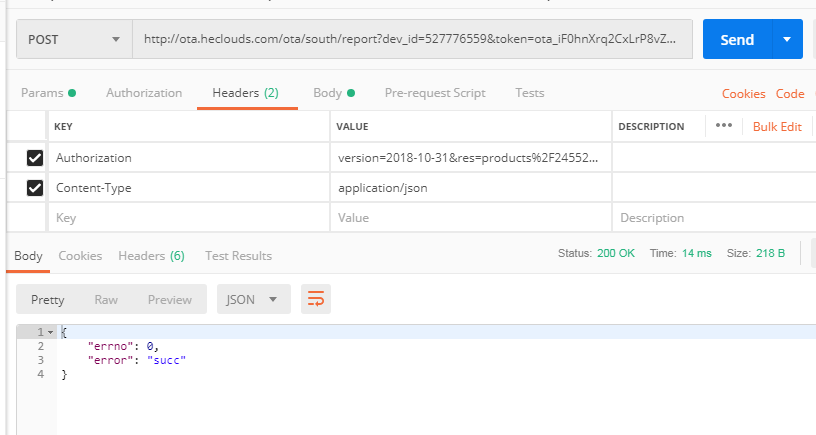 POST http://ota.heclouds.com/ota/south/report?dev_id=527776559&token=ota_iF0hnXrq2CxLrP8vZ... Send
Params Authorization Headers (2) Body Pre-request Script Tests Cookies Code
KEY VALUE DESCRIPTION ••• Bulk Edit
Authorization version=2018-10-31&res=products%2F24552...
Content-Type application/json
Key Value Description
Body Cookies Headers (6) Test Results Status: 200 OK Time: 14 ms Size: 218 B
Pretty Raw Preview JSON
1 {
2 "errno": 0,
3 "error": "succ"
4 }